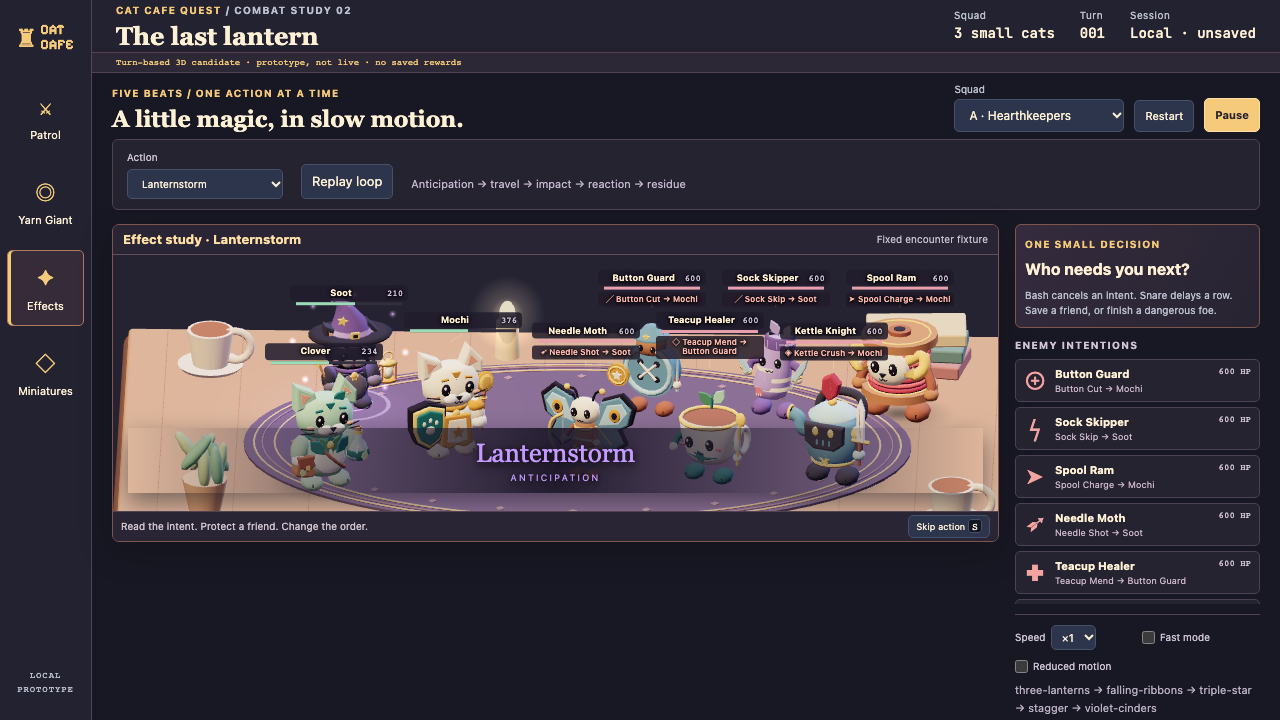 CAT CAFE
CAT CAFE QUEST / COMBAT STUDY 02
The last lantern
Squad
3 small cats
Turn
001
Session
Local · unsaved
Turn-based 3D candidate · prototype, not live · no saved rewards
Patrol
Yarn Giant
Effects
Miniatures
LOCAL
PROTOTYPE
FIVE BEATS / ONE ACTION AT A TIME
A little magic, in slow motion.
Squad
A · Hearthkeepers
Restart
Pause
Action
Lanternstorm
Replay loop
Anticipation → travel → impact → reaction → residue
Effect study · Lanternstorm
Fixed encounter fixture
Button Guard 600
／Button Cut → Mochi
Sock Skipper 600
／Sock Skip → Soot
Spool Ram 600
➤ Spool Charge → Mochi
Soot 210
Mochi 376
Clover 234
Needle Moth 600
➶ Needle Shot → Soot
Teacup Healer 600
◇ Teacup Mend →
Button Guard
Kettle Knight 600
◈ Kettle Crush → Mochi
Lanternstorm
ANTICIPATION
Read the intent. Protect a friend. Change the order.
Skip action S
ONE SMALL DECISION
Who needs you next?
Bash cancels an intent. Snare delays a row.
Save a friend, or finish a dangerous foe.
ENEMY INTENTIONS
Button Guard 600 HP
Button Cut → Mochi
Sock Skipper 600 HP
Sock Skip → Soot
Spool Ram 600 HP
Spool Charge → Mochi
Needle Moth 600 HP
Needle Shot → Soot
Teacup Healer 600 HP
Teacup Mend → Button Guard
Speed ×1
Fast mode
Reduced motion
three-lanterns → falling-ribbons → triple-star
→ stagger → violet-cinders